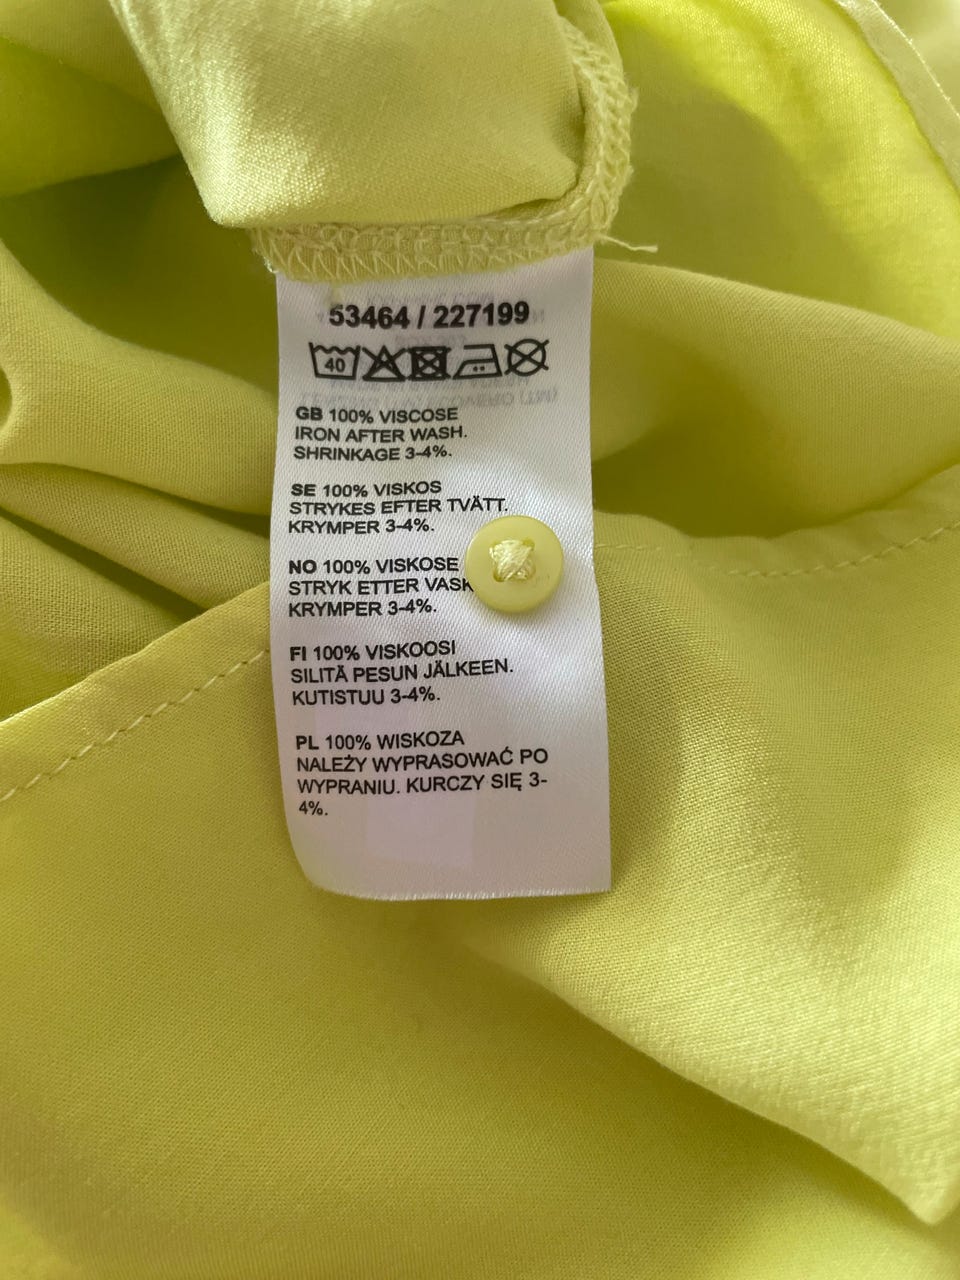 53464 / 227199
40
GB 100% VISCOSE
IRON AFTER WASH.
SHRINKAGE 3-4%.
SE 100% VISKOS
STRYKES EFTER TVÄTT.
KRYMPER 3-4%.
NO 100% VISKOSE
STRYK ETTER VASK
KRYMPER 3-4%.
FI 100% VISKOOSI
SILITÄ PESUN JÄLKEEN.
KUTISTUU 3-4%.
PL 100% WISKOZA
NALEŻY WYPRASOWAĆ PO
WYPRANIU. KURCZY SIĘ 3-
4%.